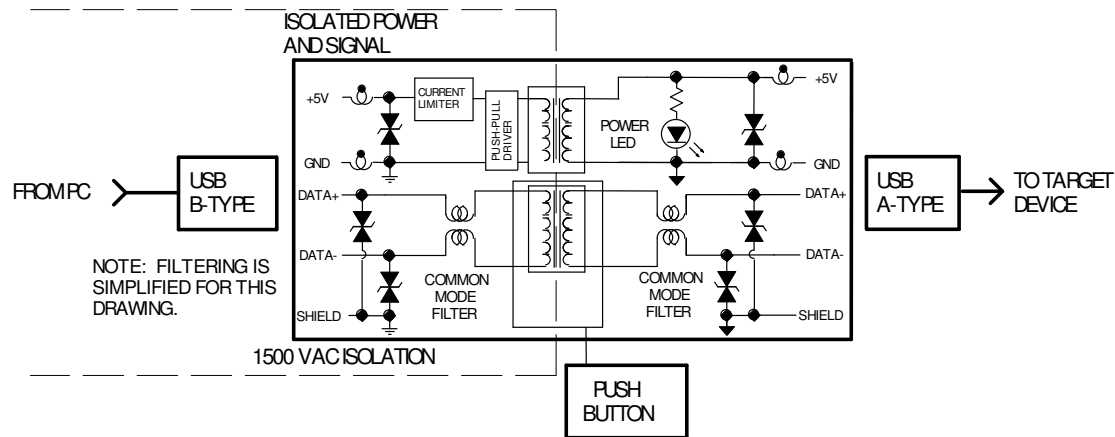 ISOLATED POWER
AND SIGNAL
+5V
CURRENT
LIMITER
PUSH-PULL
DRIVER
POWER
LED
+5V
GND
GND
FROM PC
USB
B-TYPE
DATA+
DATA+
USB
A-TYPE
TO TARGET
DEVICE
DATA-
DATA-
NOTE: FILTERING IS
SIMPLIFIED FOR THIS
DRAWING.
COMMON
MODE
FILTER
COMMON
MODE
FILTER
SHIELD
SHIELD
1500 VAC ISOLATION
PUSH
BUTTON